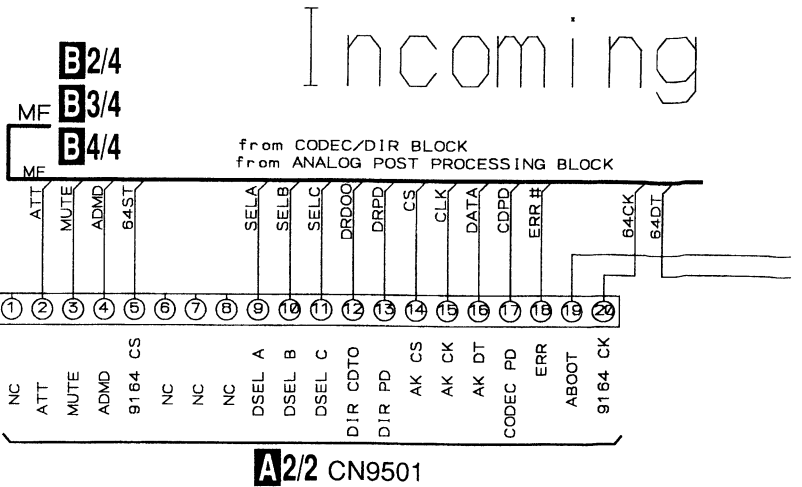 Incoming
B 2/4
MF B 3/4
B 4/4
from CODEC/DIR BLOCK
from ANALOG POST PROCESSING BLOCK
MF
ATT MUTE ADMD 64ST SELA SELB SELC DRDOO DRPD CS CLK DATA CDPD ERR# 64CK 64DT
1 2 3 4 5 6 7 8 9 10 11 12 13 14 15 16 17 18 19 20
NC ATT MUTE ADMD 9164 CS NC NC NC DSEL A DSEL B DSEL C DIR CDTO DIR PD AK CS AK CK AK DT CODEC PD ERR ABOOT 9164 CK
A 2/2 CN9501